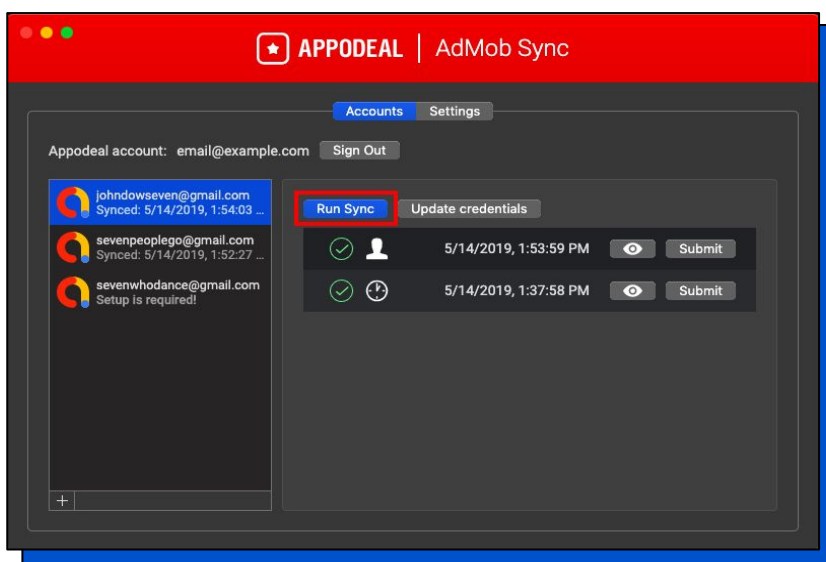 APPODEAL | AdMob Sync
Accounts Settings
Appodeal account: email@example.com Sign Out
johndowseven@gmail.com
Synced: 5/14/2019, 1:54:03 ...
sevenpeoplego@gmail.com
Synced: 5/14/2019, 1:52:27 ...
sevenwhodance@gmail.com
Setup is required!
Run Sync Update credentials
5/14/2019, 1:53:59 PM Submit
5/14/2019, 1:37:58 PM Submit
+